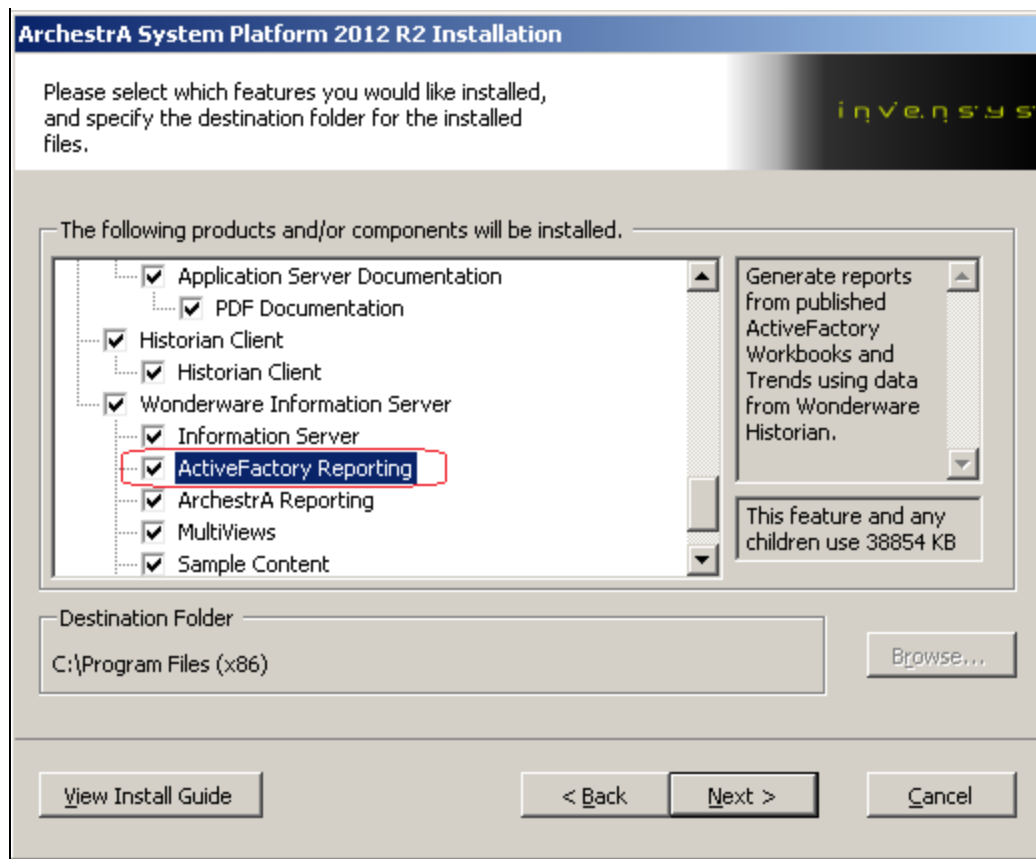 ArchestrA System Platform 2012 R2 Installation
Please select which features you would like installed,
and specify the destination folder for the installed
files.
invensys
The following products and/or components will be installed.
Application Server Documentation
PDF Documentation
Historian Client
Historian Client
Wonderware Information Server
Information Server
ActiveFactory Reporting
ArchestrA Reporting
MultiViews
Sample Content
Generate reports
from published
ActiveFactory
Workbooks and
Trends using data
from Wonderware
Historian.
This feature and any
children use 38854 KB
Destination Folder
C:\Program Files (x86)
Browse...
View Install Guide
< Back
Next >
Cancel